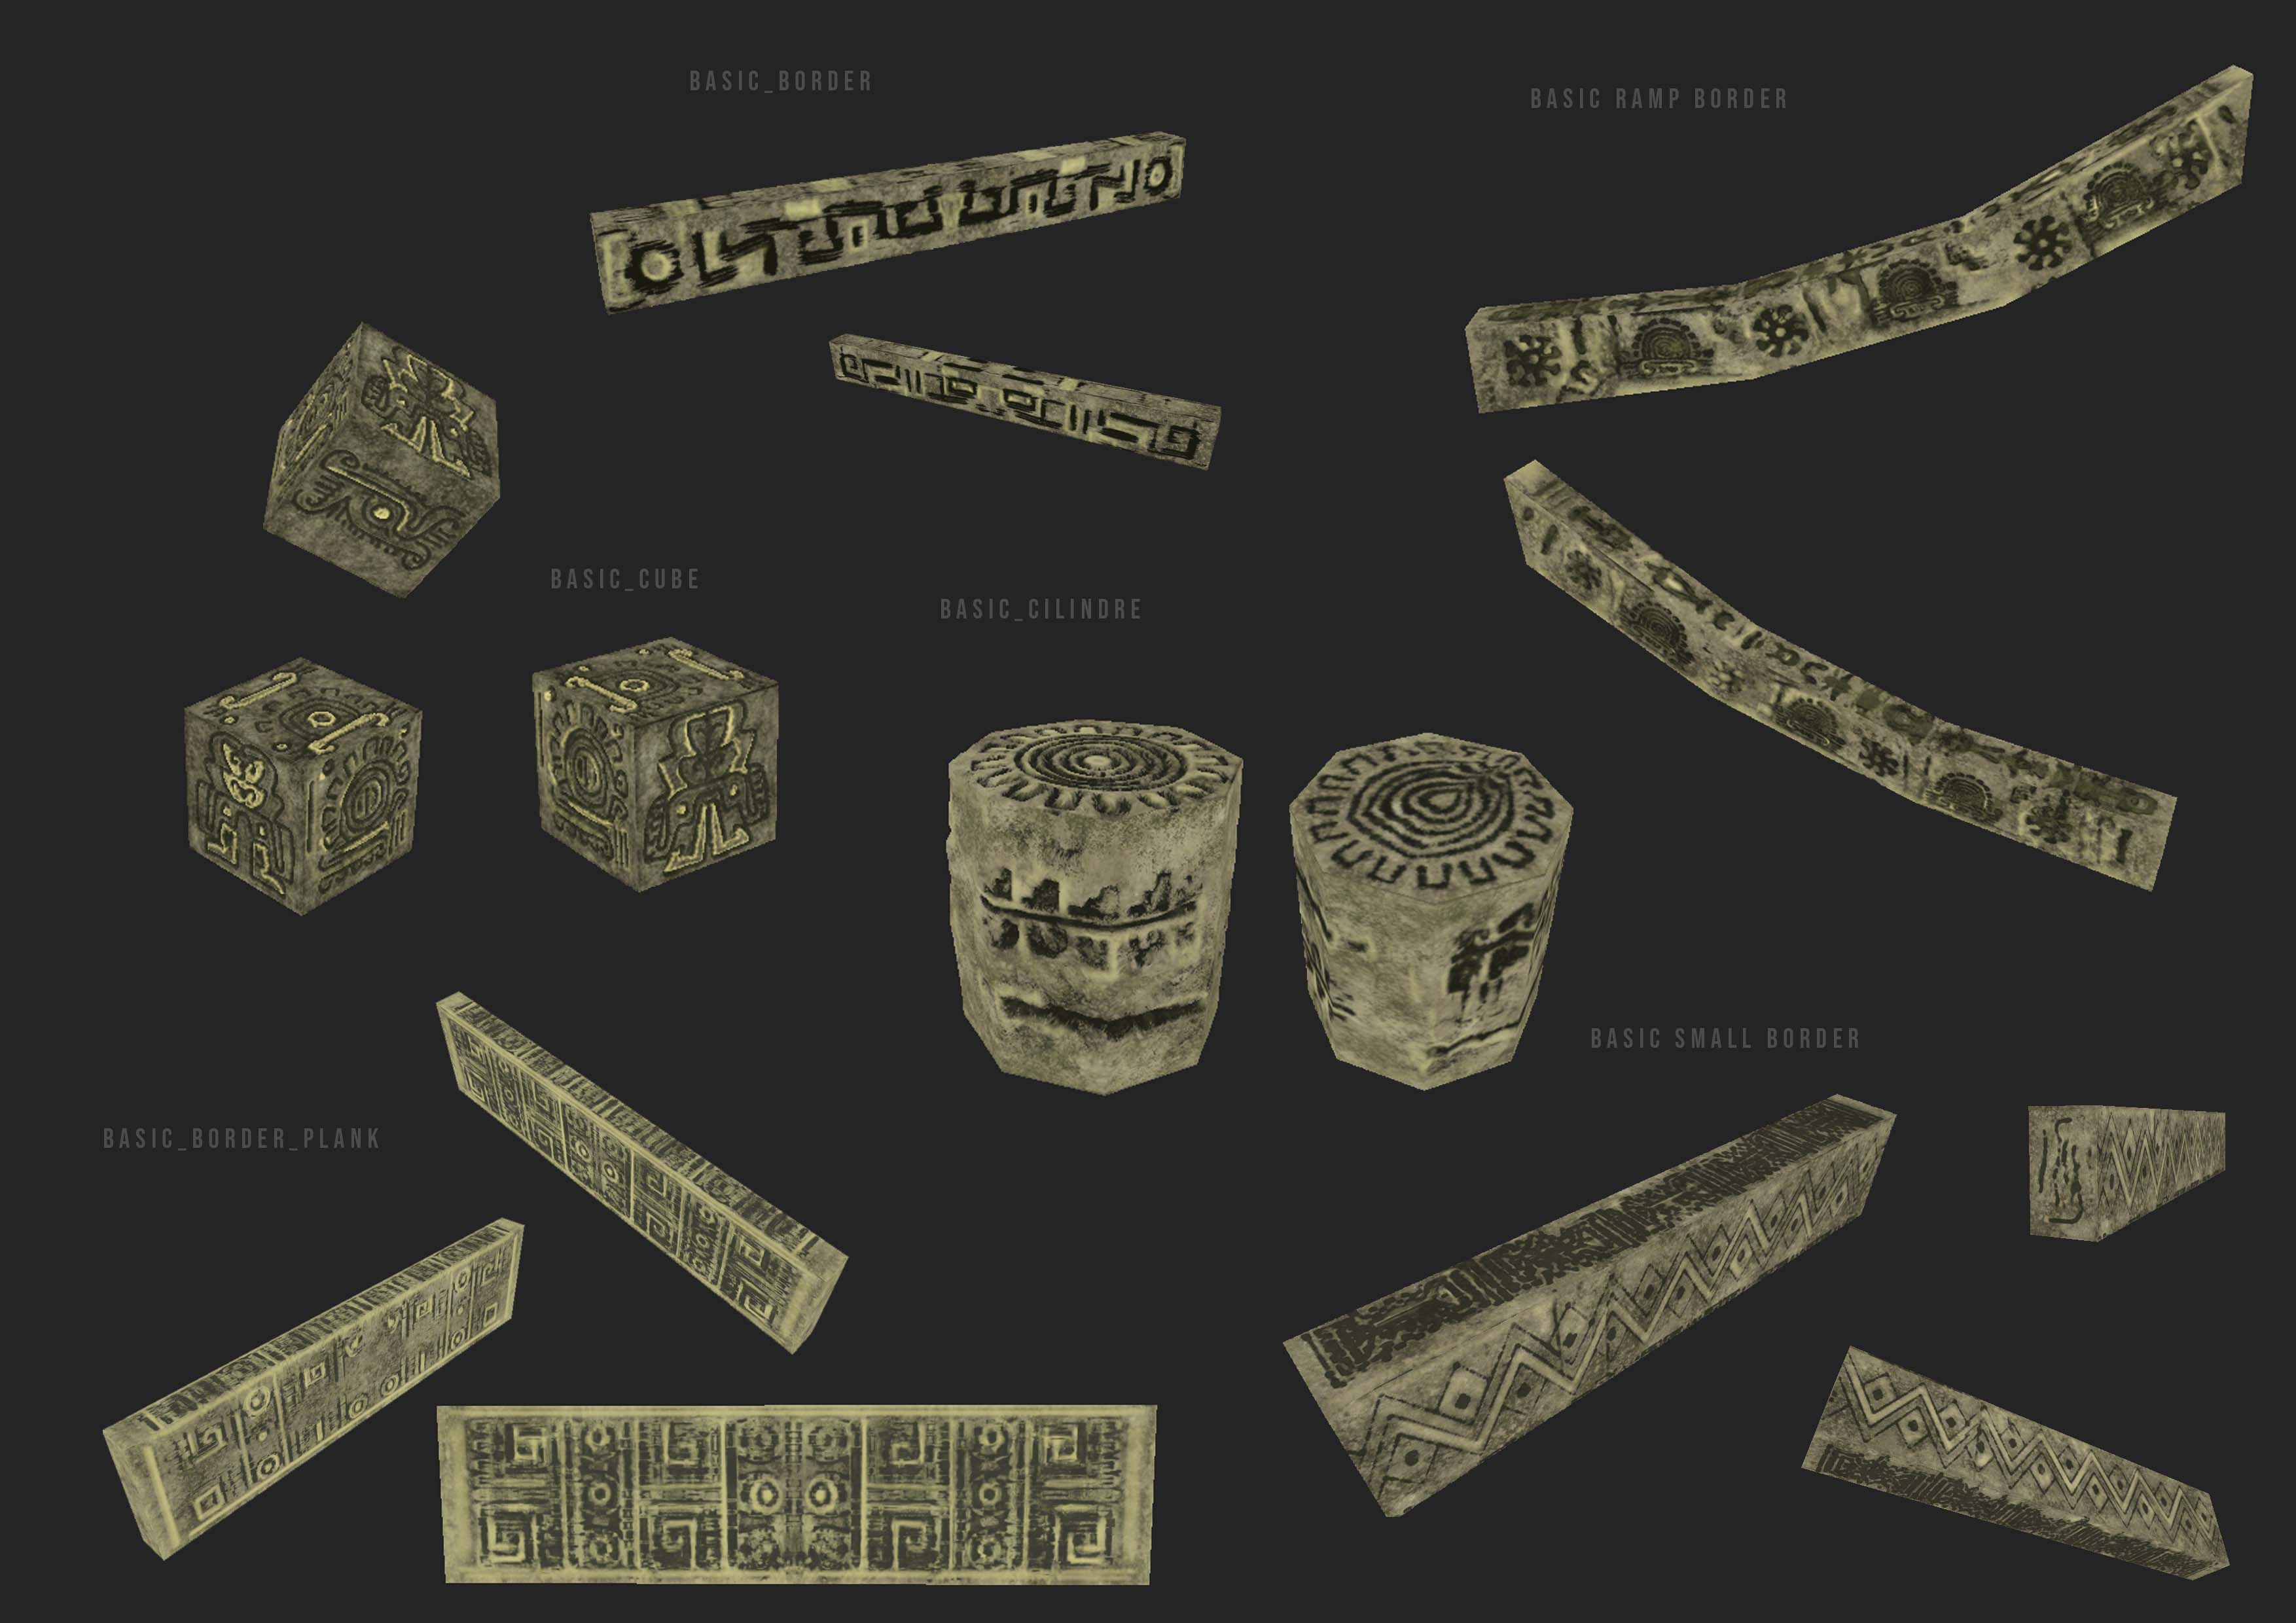 BASIC_BORDER
BASIC RAMP BORDER
BASIC_CUBE
BASIC_CILINDRE
BASIC SMALL BORDER
BASIC_BORDER_PLANK